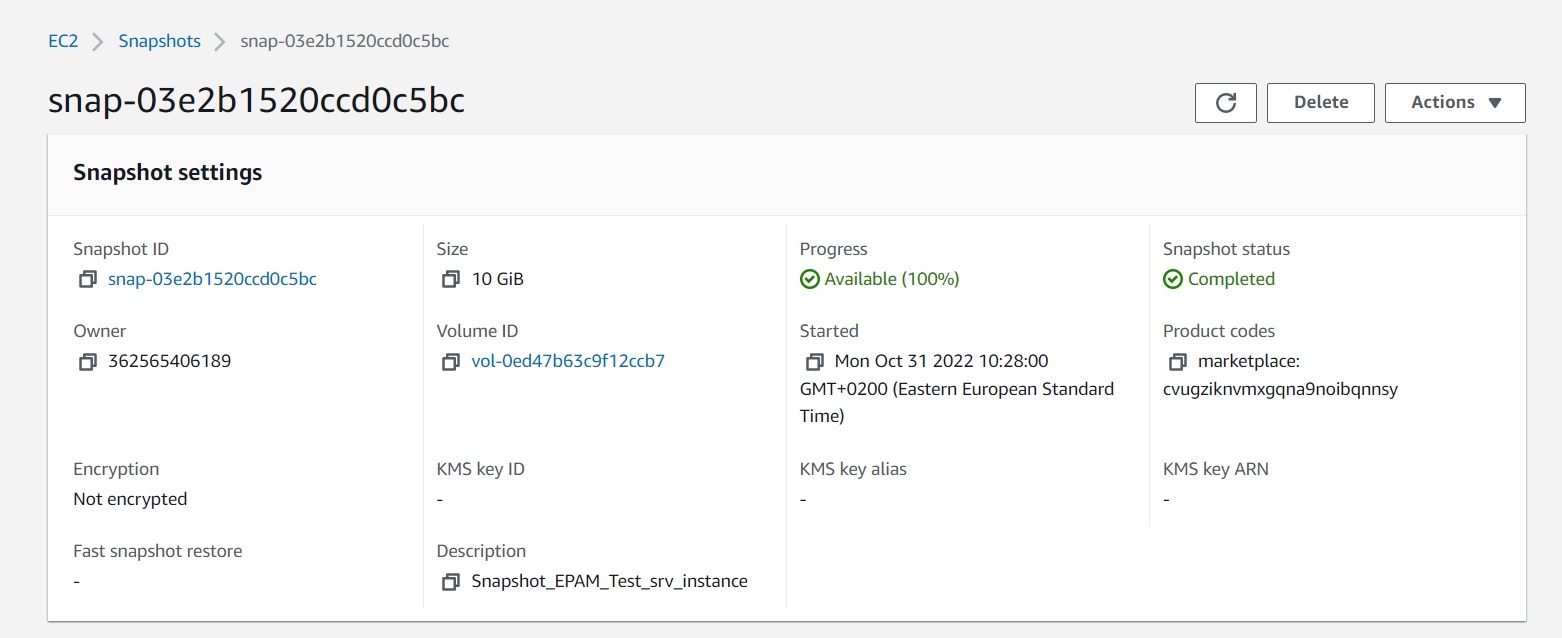 EC2 Snapshots snap-03e2b1520ccd0c5bc
snap-03e2b1520ccd0c5bc
Delete
Actions
Snapshot settings
Snapshot ID
snap-03e2b1520ccd0c5bc
Size
10 GiB
Progress
Available (100%)
Snapshot status
Completed
Owner
362565406189
Volume ID
vol-0ed47b63c9f12ccb7
Started
Mon Oct 31 2022 10:28:00
GMT+0200 (Eastern European Standard
Time)
Product codes
marketplace:
cvugziknvmxgqna9noibqnnsy
Encryption
Not encrypted
KMS key ID
-
KMS key alias
-
KMS key ARN
-
Fast snapshot restore
-
Description
Snapshot_EPAM_Test_srv_instance